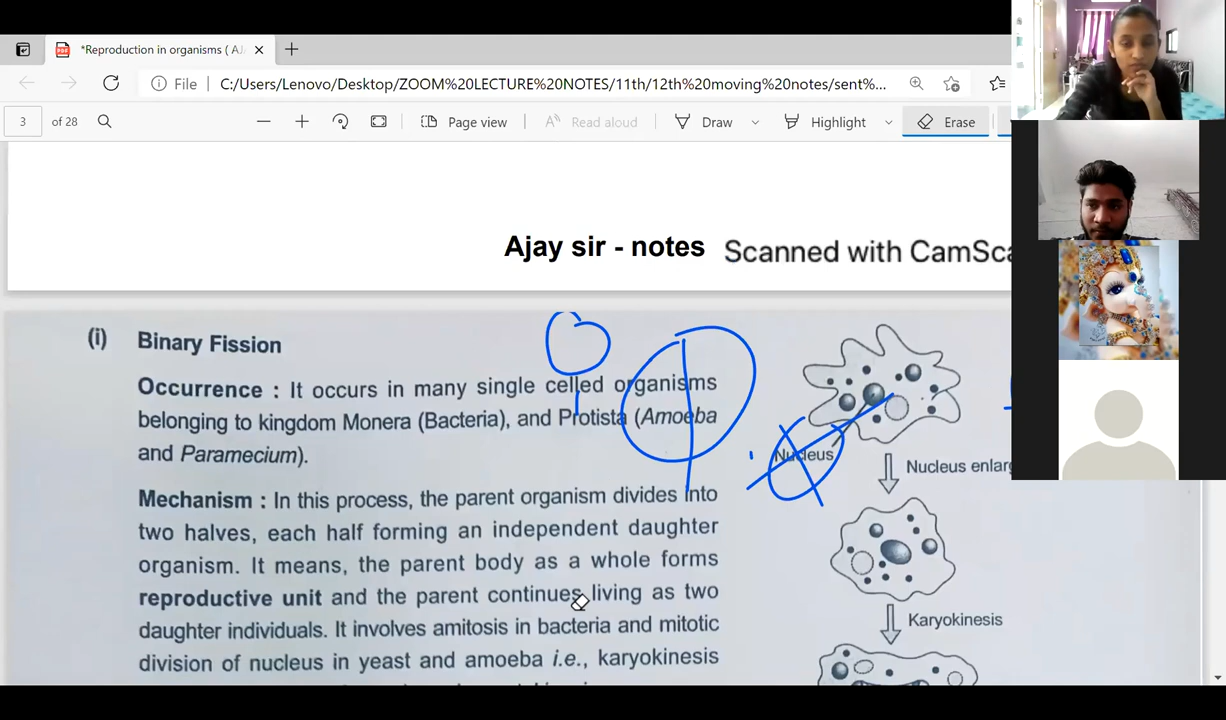 *Reproduction in organisms ( AJ
File C:/Users/Lenovo/Desktop/ZOOM%20LECTURE%20NOTES/11th/12th%20moving%20notes/sent%...
3 of 28 Page view Read aloud Draw Highlight Erase
Ajay sir - notes Scanned with CamSca
(i) Binary Fission
Occurrence : It occurs in many single celled organisms
belonging to kingdom Monera (Bacteria), and Protista (Amoeba
and Paramecium).
Mechanism : In this process, the parent organism divides into
two halves, each half forming an independent daughter
organism. It means, the parent body as a whole forms
reproductive unit and the parent continues living as two
daughter individuals. It involves amitosis in bacteria and mitotic
division of nucleus in yeast and amoeba i.e., karyokinesis
Nucleus
Nucleus enlarg
Karyokinesis